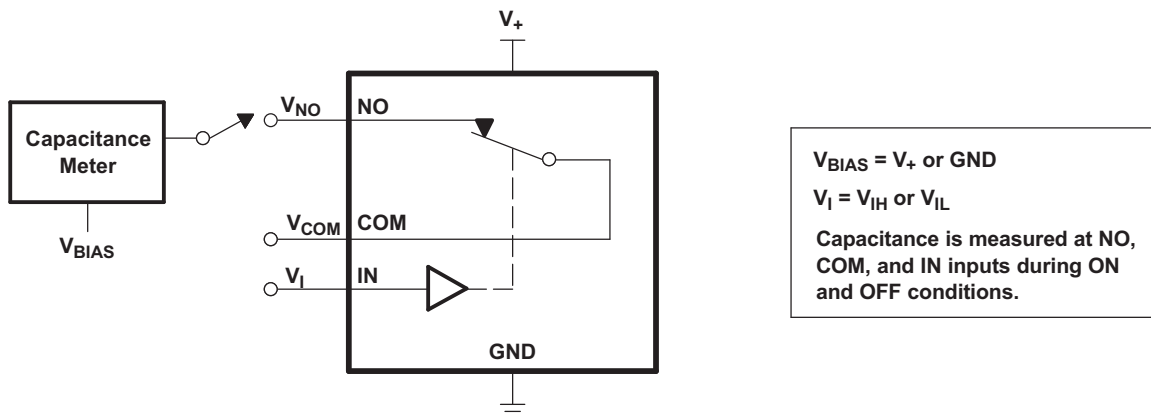 V+
VNO
NO
Capacitance
Meter
VBIAS
VCOM
COM
VI
IN
GND
VBIAS = V+ or GND
VI = VIH or VIL
Capacitance is measured at NO,
COM, and IN inputs during ON
and OFF conditions.